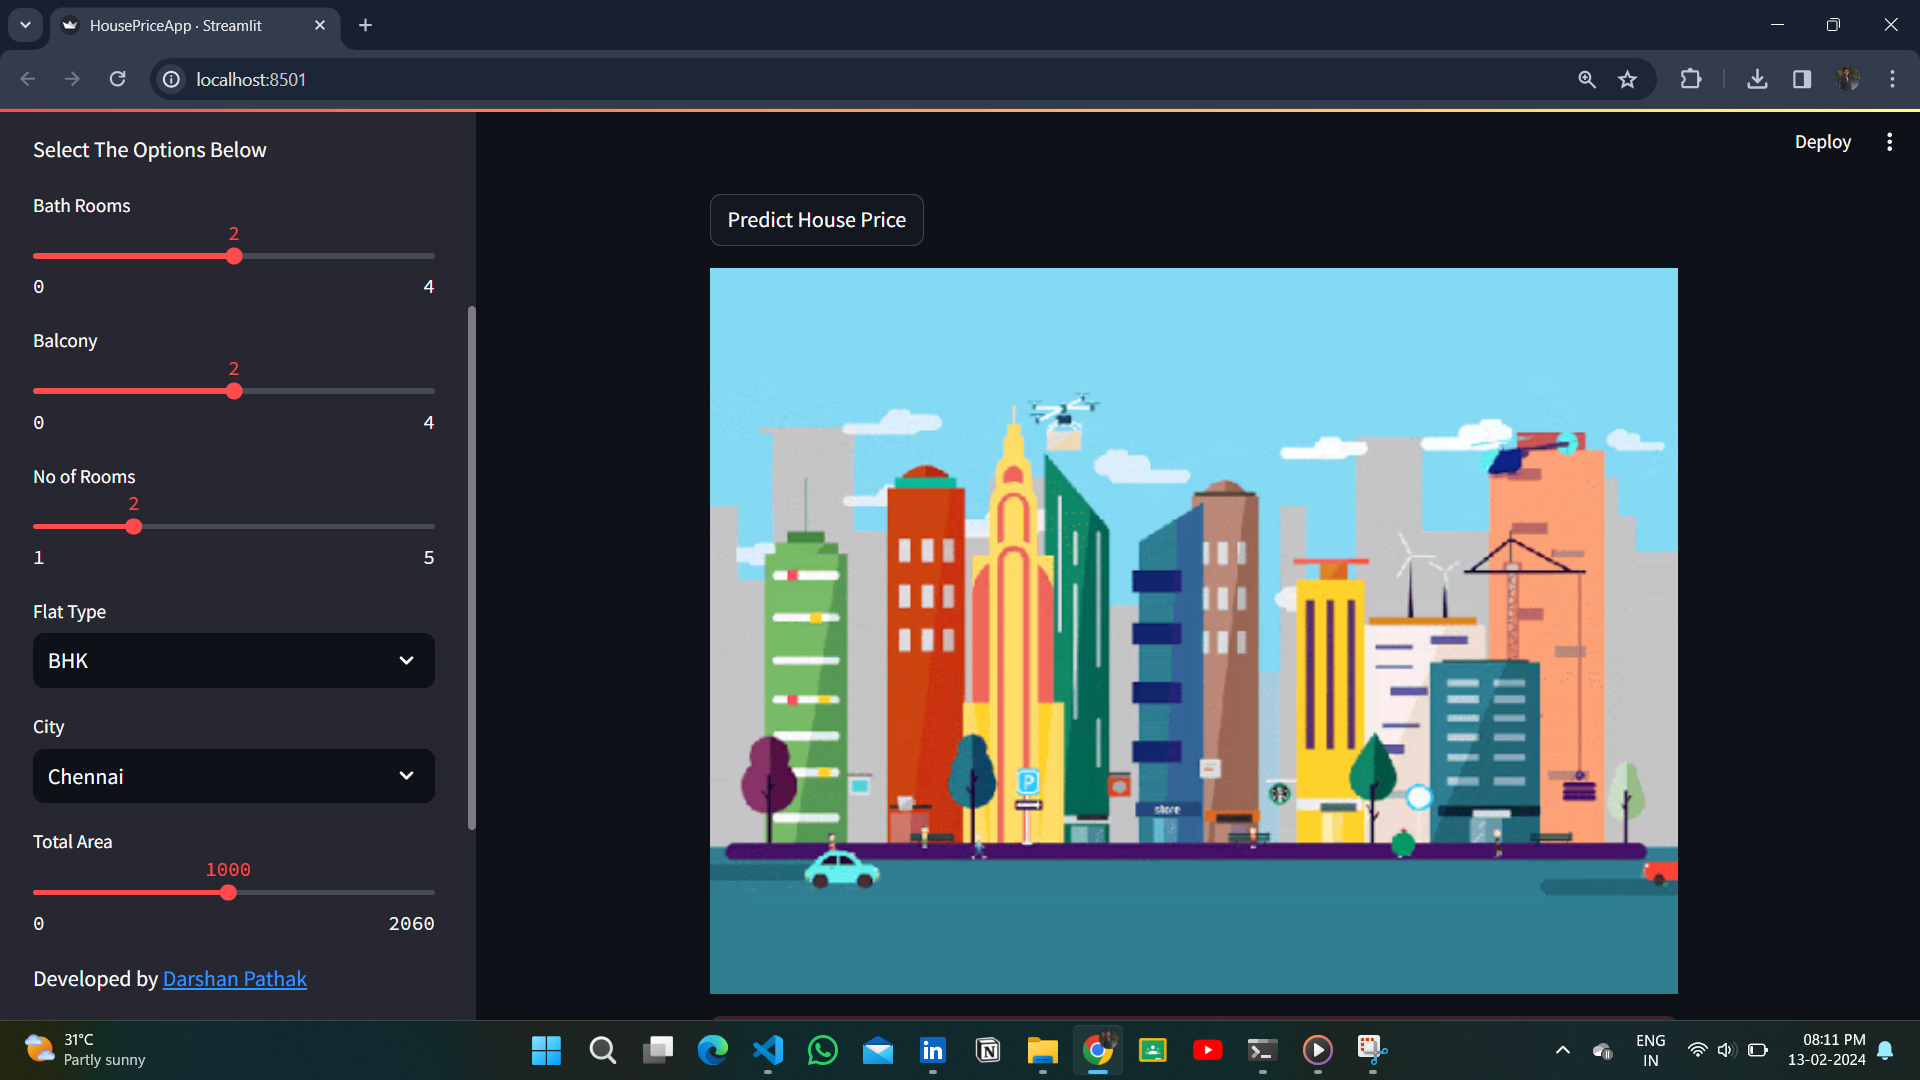 HousePriceApp · Streamlit
localhost:8501
Deploy
Select The Options Below
Bath Rooms
2
0 4
Balcony
2
0 4
No of Rooms
2
1 5
Flat Type
BHK
City
Chennai
Total Area
1000
0 2060
Developed by Darshan Pathak
Predict House Price
P
store
31°C
Partly sunny
in
N
ENG
IN
08:11 PM
13-02-2024